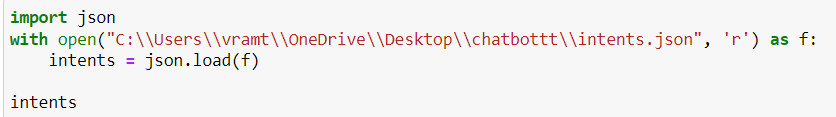 import json
with open("C:\\Users\\vramt\\OneDrive\\Desktop\\chatbottt\\intents.json", 'r') as f:
    intents = json.load(f)

intents